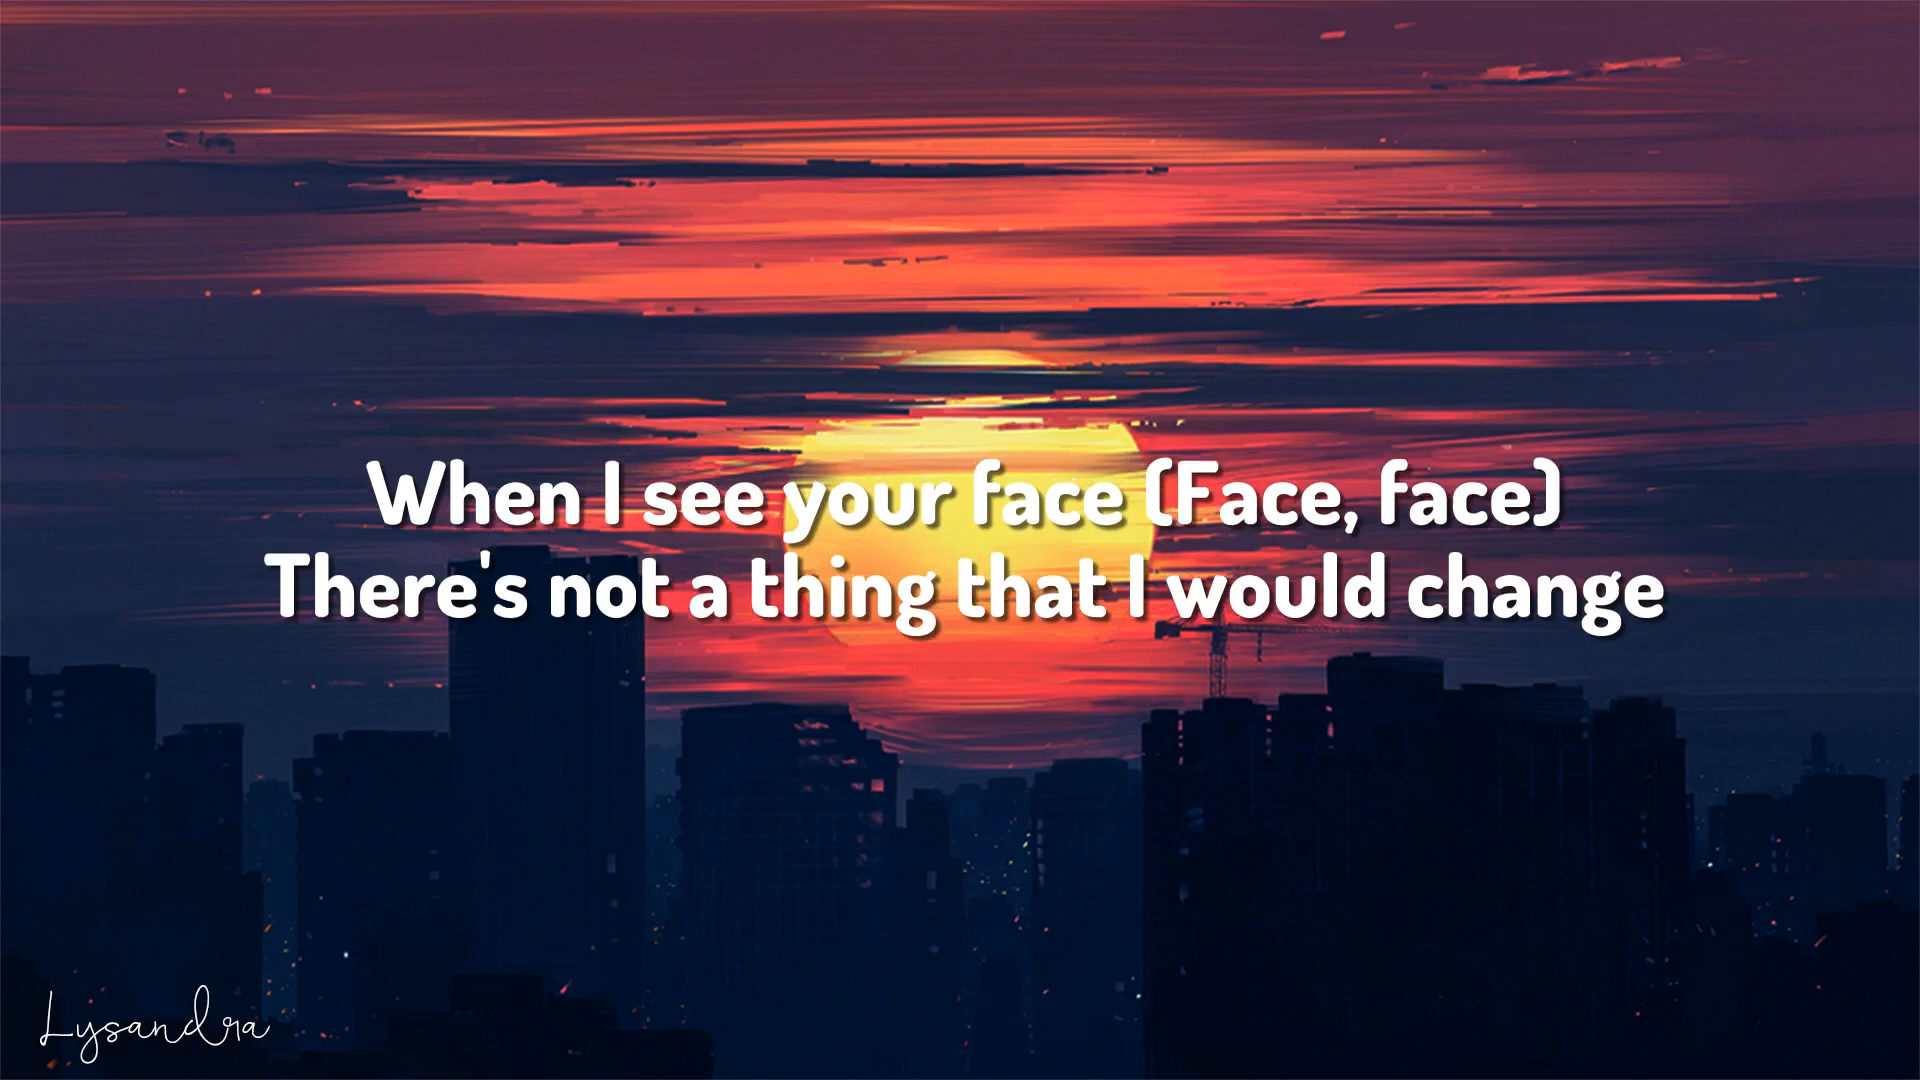 When I see your face (Face, face)
There's not a thing that I would change
Lysandra